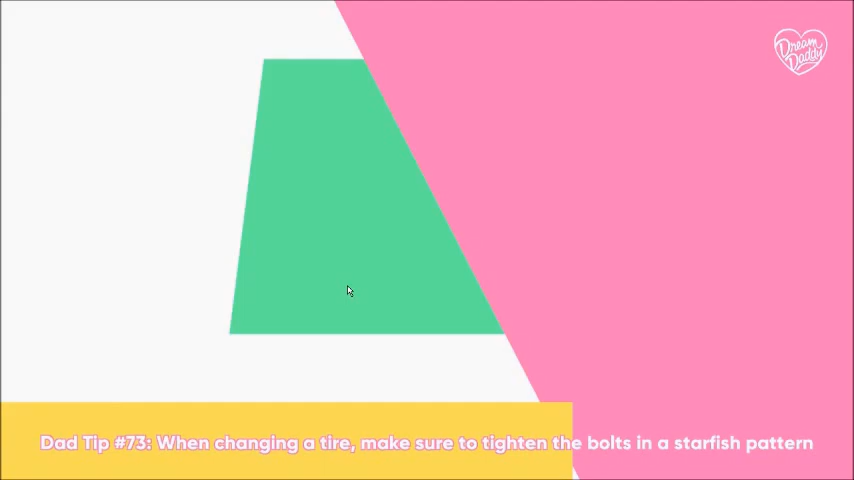 Dream
Daddy
Dad Tip #73: When changing a tire, make sure to tighten the bolts in a starfish pattern